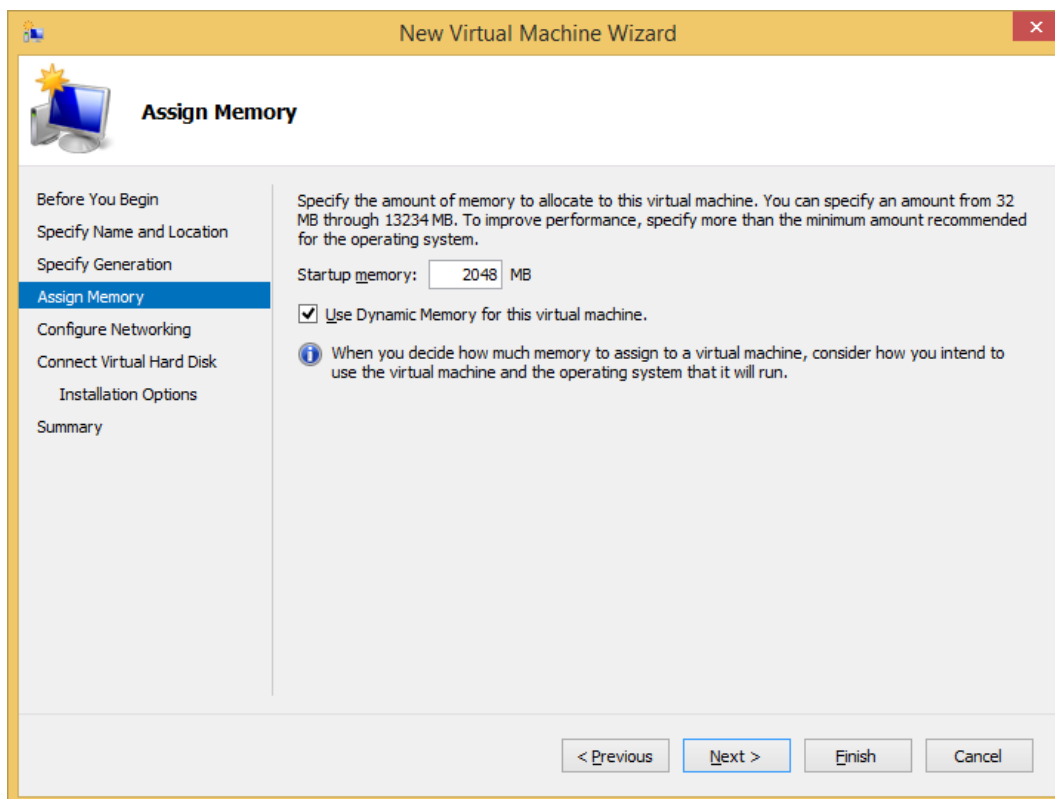 New Virtual Machine Wizard
Assign Memory
Before You Begin
Specify Name and Location
Specify Generation
Assign Memory
Configure Networking
Connect Virtual Hard Disk
Installation Options
Summary
Specify the amount of memory to allocate to this virtual machine. You can specify an amount from 32
MB through 13234 MB. To improve performance, specify more than the minimum amount recommended
for the operating system.
Startup memory: 2048 MB
Use Dynamic Memory for this virtual machine.
When you decide how much memory to assign to a virtual machine, consider how you intend to
use the virtual machine and the operating system that it will run.
< Previous Next > Finish Cancel